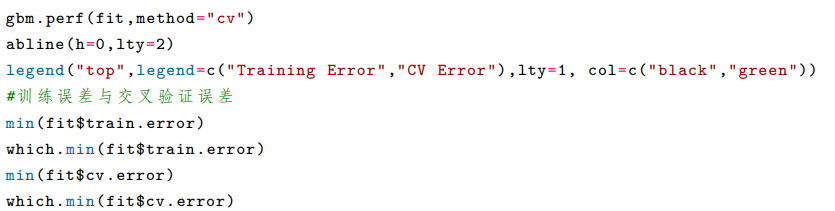 gbm.perf(fit,method="cv")
abline(h=0,lty=2)
legend("top",legend=c("Training Error","CV Error"),lty=1, col=c("black","green"))
#训练误差与交叉验证误差
min(fit$train.error)
which.min(fit$train.error)
min(fit$cv.error)
which.min(fit$cv.error)